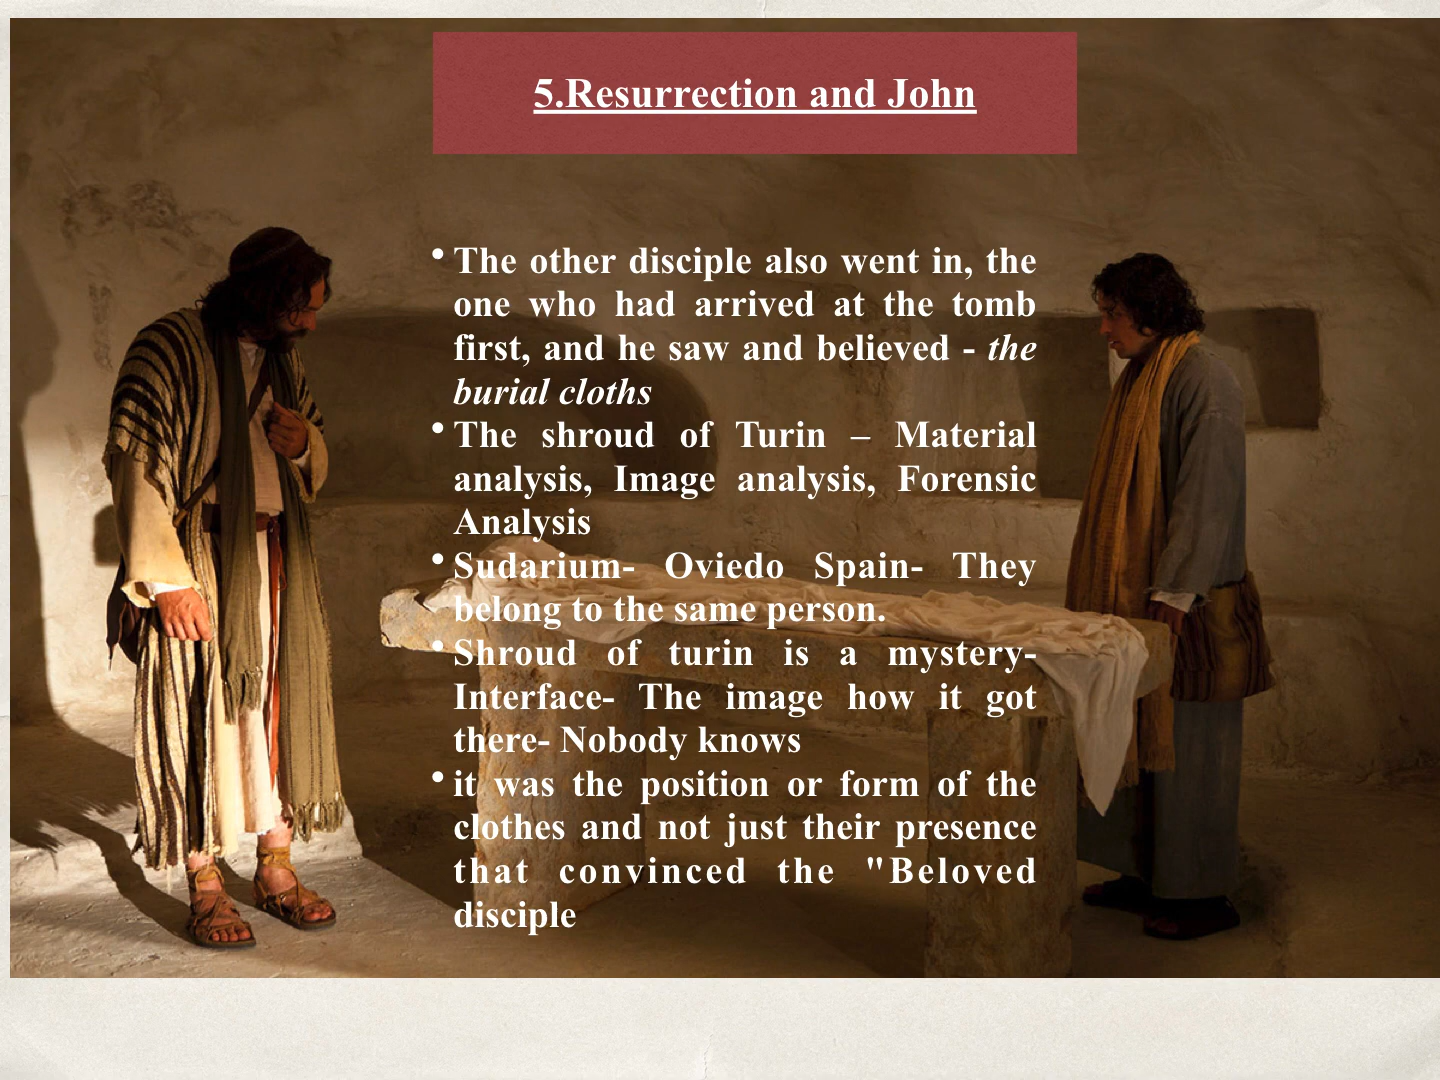 5.Resurrection and John
• The other disciple also went in, the
one who had arrived at the tomb
first, and he saw and believed - the
burial cloths
• The shroud of Turin – Material
analysis, Image analysis, Forensic
Analysis
• Sudarium- Oviedo Spain- They
belong to the same person.
• Shroud of turin is a mystery-
Interface- The image how it got
there- Nobody knows
• it was the position or form of the
clothes and not just their presence
that convinced the "Beloved
disciple